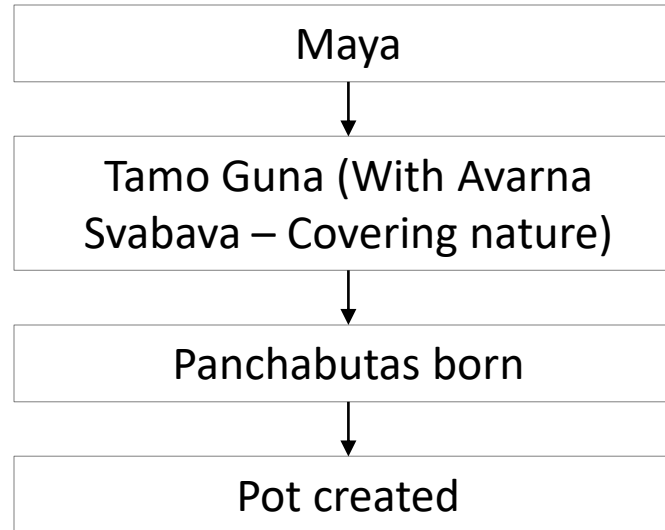 Maya
Tamo Guna (With Avarna
Svabava – Covering nature)
Panchabutas born
Pot created